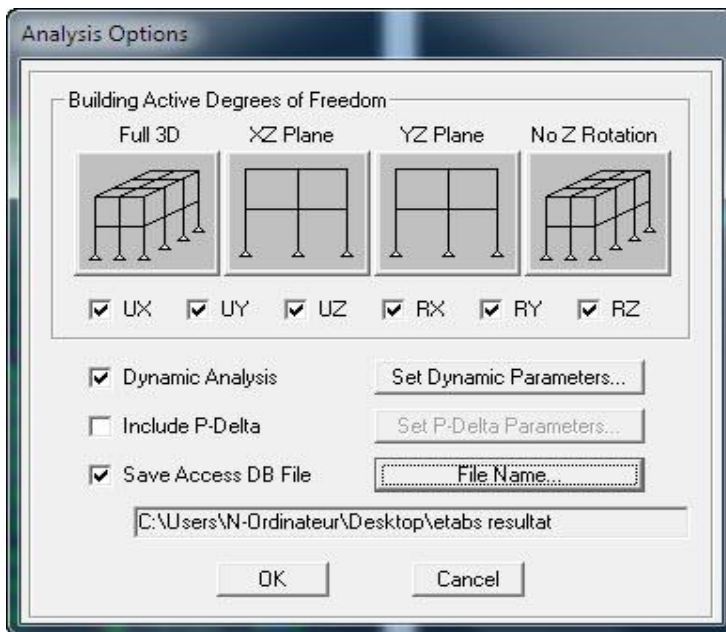 Analysis Options
Building Active Degrees of Freedom
Full 3D XZ Plane YZ Plane No Z Rotation
UX UY UZ RX RY RZ
Dynamic Analysis Set Dynamic Parameters...
Include P-Delta Set P-Delta Parameters...
Save Access DB File File Name...
C:\Users\N-Ordinateur\Desktop\etabs resultat
OK Cancel